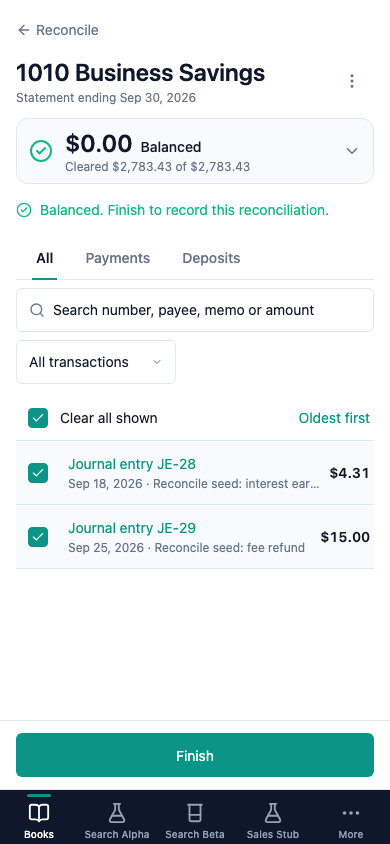 Reconcile
1010 Business Savings
Statement ending Sep 30, 2026
$0.00 Balanced
Cleared $2,783.43 of $2,783.43
Balanced. Finish to record this reconciliation.
All Payments Deposits
Search number, payee, memo or amount
All transactions
Clear all shown Oldest first
Journal entry JE-28
$4.31
Sep 18, 2026 · Reconcile seed: interest ear...
Journal entry JE-29
$15.00
Sep 25, 2026 · Reconcile seed: fee refund
Finish
Books Search Alpha Search Beta Sales Stub More